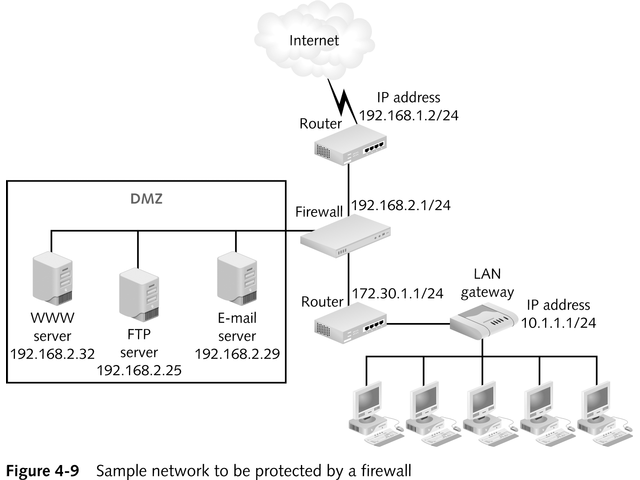 Internet
IP address
192.168.1.2/24
Router
DMZ
Firewall
192.168.2.1/24
WWW
server
192.168.2.32
FTP
server
192.168.2.25
E-mail
server
192.168.2.29
Router
172.30.1.1/24
LAN
gateway
IP address
10.1.1.1/24
Figure 4-9 Sample network to be protected by a firewall